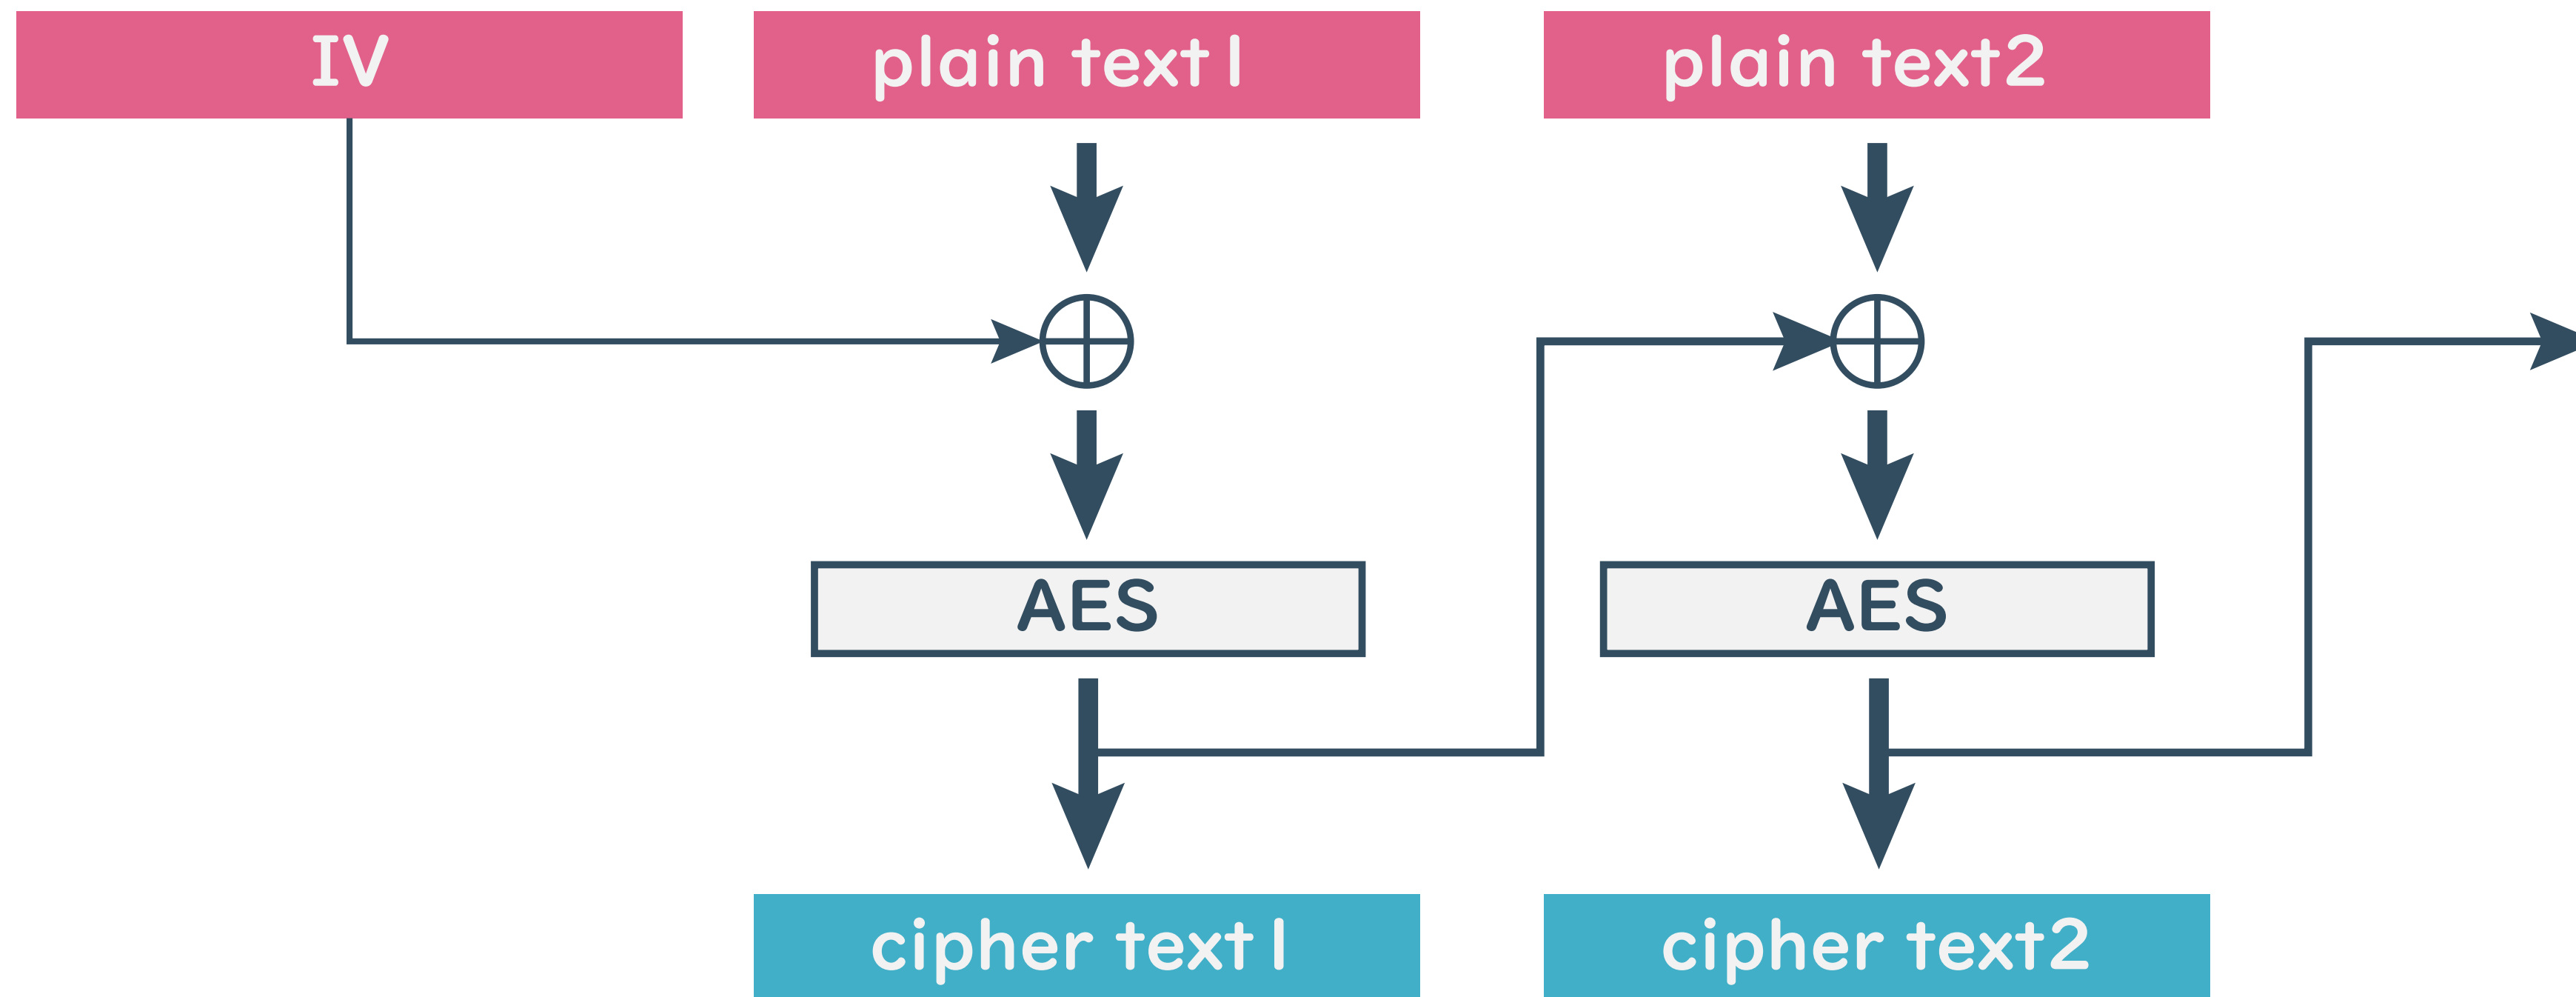 IV
plain text1
plain text2
AES
AES
cipher text1
cipher text2